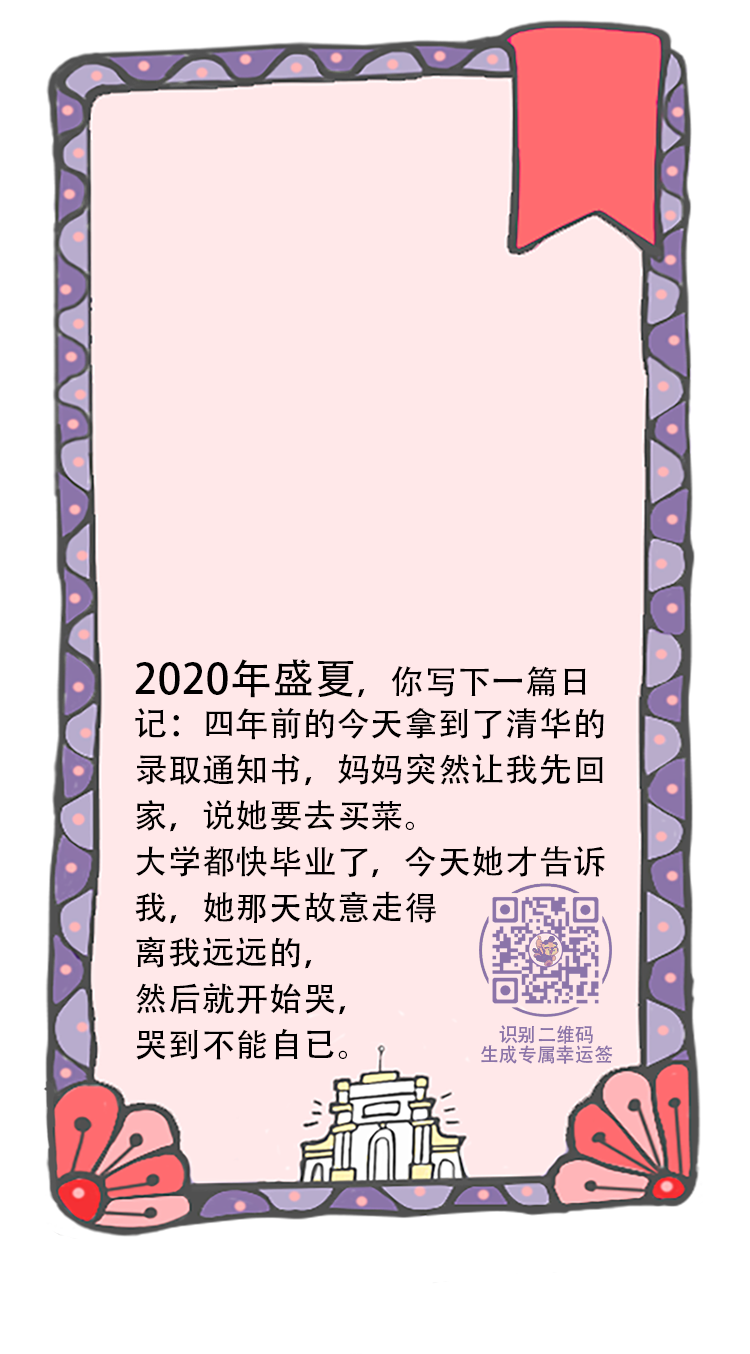 2020年盛夏，你写下一篇日
记：四年前的今天拿到了清华的
录取通知书，妈妈突然让我先回
家，说她要去买菜。
大学都快毕业了，今天她才告诉
我，她那天故意走得
离我远远的，
然后就开始哭，
哭到不能自已。
识别二维码
生成专属幸运签